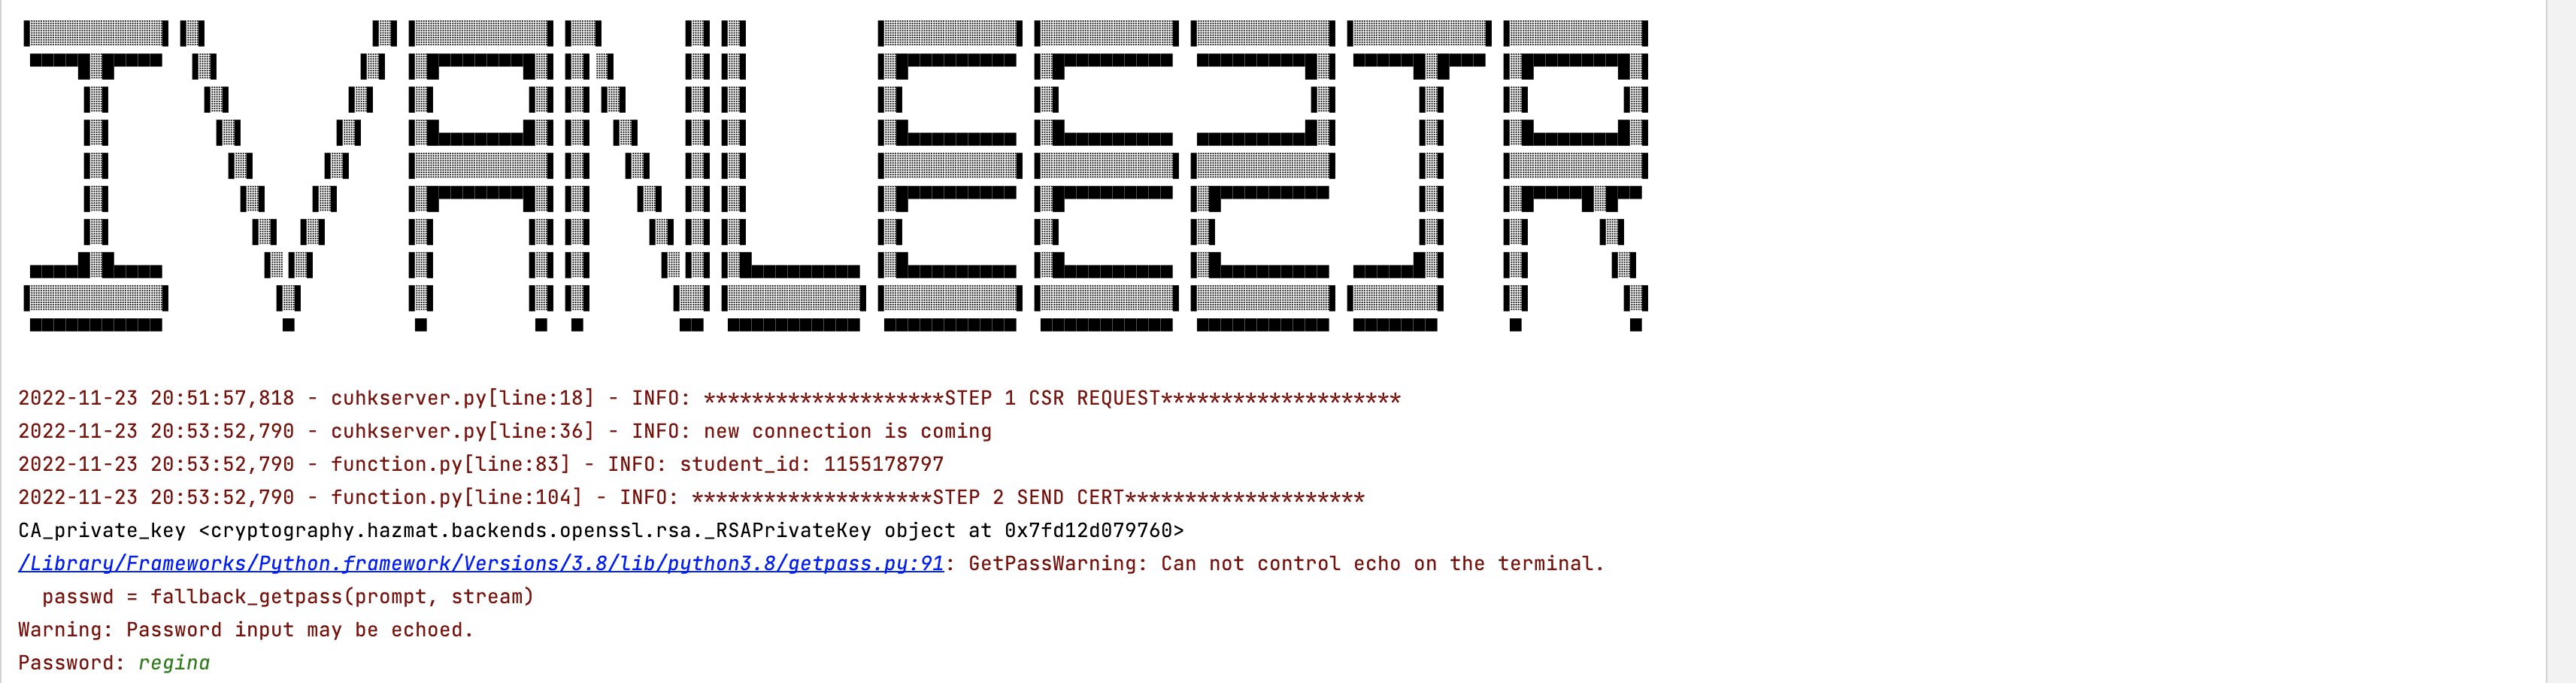 IVANLEE2JR
2022-11-23 20:51:57,818 - cuhkserver.py[line:18] - INFO: ********************STEP 1 CSR REQUEST********************
2022-11-23 20:53:52,790 - cuhkserver.py[line:36] - INFO: new connection is coming
2022-11-23 20:53:52,790 - function.py[line:83] - INFO: student_id: 1155178797
2022-11-23 20:53:52,790 - function.py[line:104] - INFO: ********************STEP 2 SEND CERT********************
CA_private_key <cryptography.hazmat.backends.openssl.rsa._RSAPrivateKey object at 0x7fd12d079760>
/Library/Frameworks/Python.framework/Versions/3.8/lib/python3.8/getpass.py:91: GetPassWarning: Can not control echo on the terminal.
  passwd = fallback_getpass(prompt, stream)
Warning: Password input may be echoed.
Password: regina